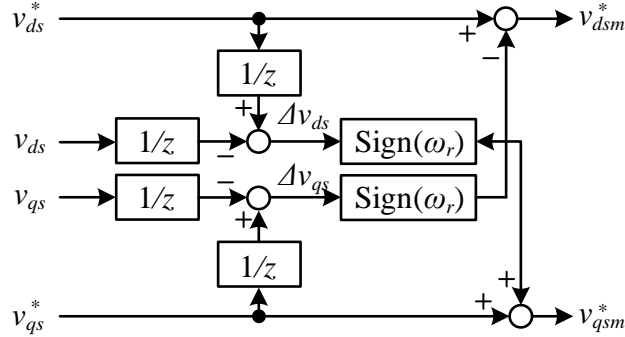 v*ds + v*dsm
−
1/z
+ Δvds
vds 1/z − Sign(ωr)
vqs 1/z − Δvqs Sign(ωr)
+
1/z
+
v*qs + v*qsm